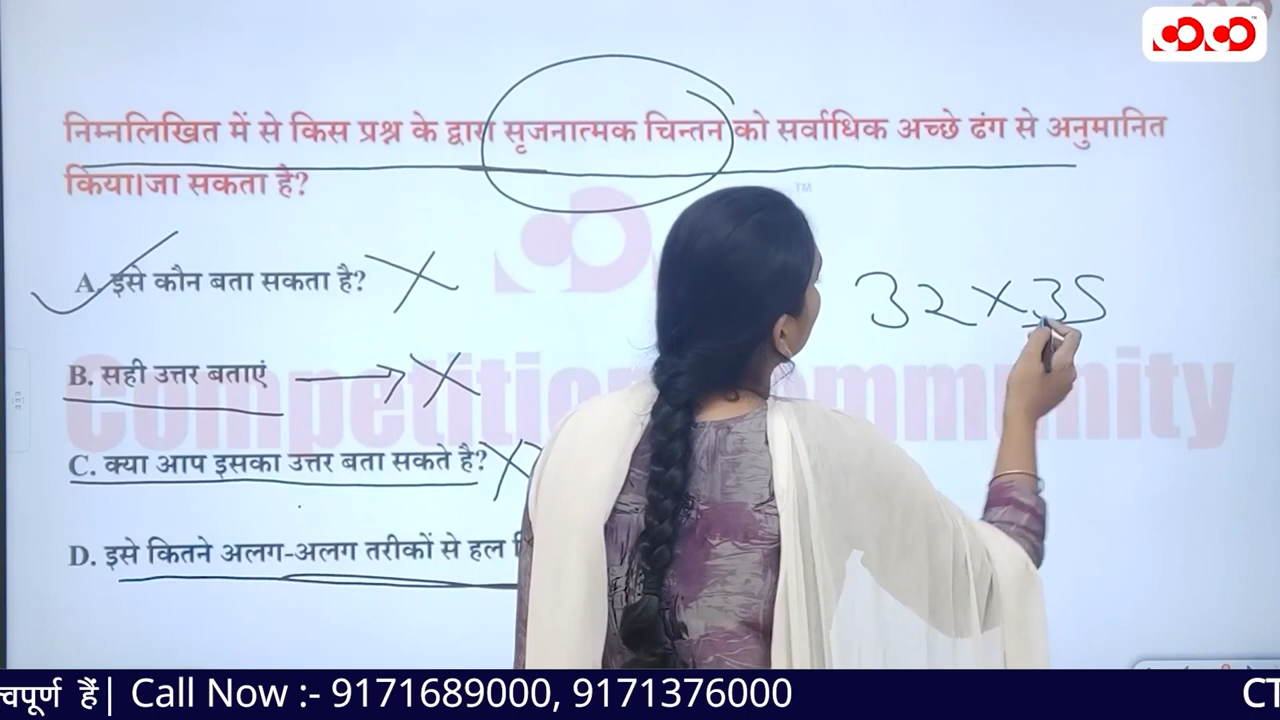 निम्नलिखित में से किस प्रश्न के द्वारा सृजनात्मक चिन्तन को सर्वाधिक अच्छे ढंग से अनुमानित
किया।जा सकता है?
A. इसे कौन बता सकता है?
32 × 35
B. सही उत्तर बताएं
C. क्या आप इसका उत्तर बता सकते है?
D. इसे कितने अलग-अलग तरीकों से हल
Competition Community
हैं| Call Now :- 9171689000, 9171376000
CT